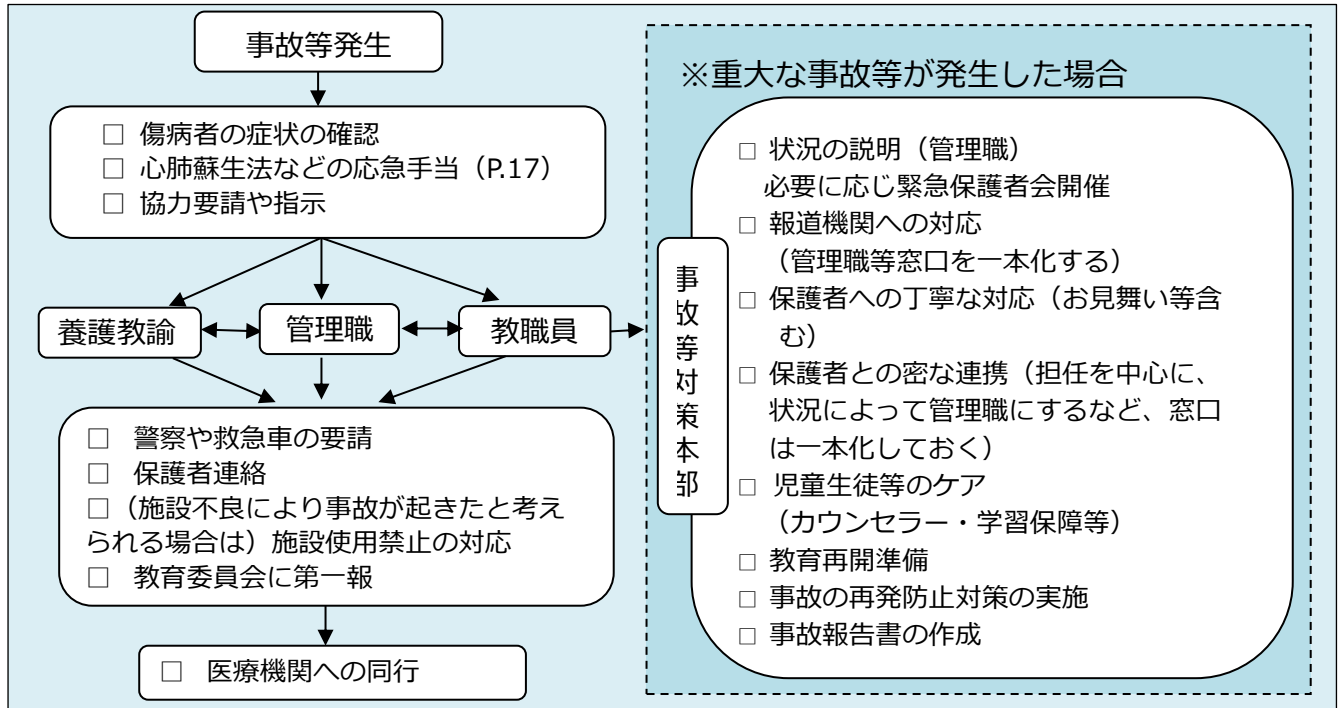 事故等発生
□ 傷病者の症状の確認
□ 心肺蘇生法などの応急手当（P.17）
□ 協力要請や指示
養護教諭
管理職
教職員
□ 警察や救急車の要請
□ 保護者連絡
□（施設不良により事故が起きたと考え
られる場合は）施設使用禁止の対応
□ 教育委員会に第一報
□ 医療機関への同行
※重大な事故等が発生した場合
事故等対策本部
□ 状況の説明（管理職）
必要に応じ緊急保護者会開催
□ 報道機関への対応
（管理職等窓口を一本化する）
□ 保護者への丁寧な対応（お見舞い等含
む）
□ 保護者との密な連携（担任を中心に、
状況によって管理職にするなど、窓口
は一本化しておく）
□ 児童生徒等のケア
（カウンセラー・学習保障等）
□ 教育再開準備
□ 事故の再発防止対策の実施
□ 事故報告書の作成